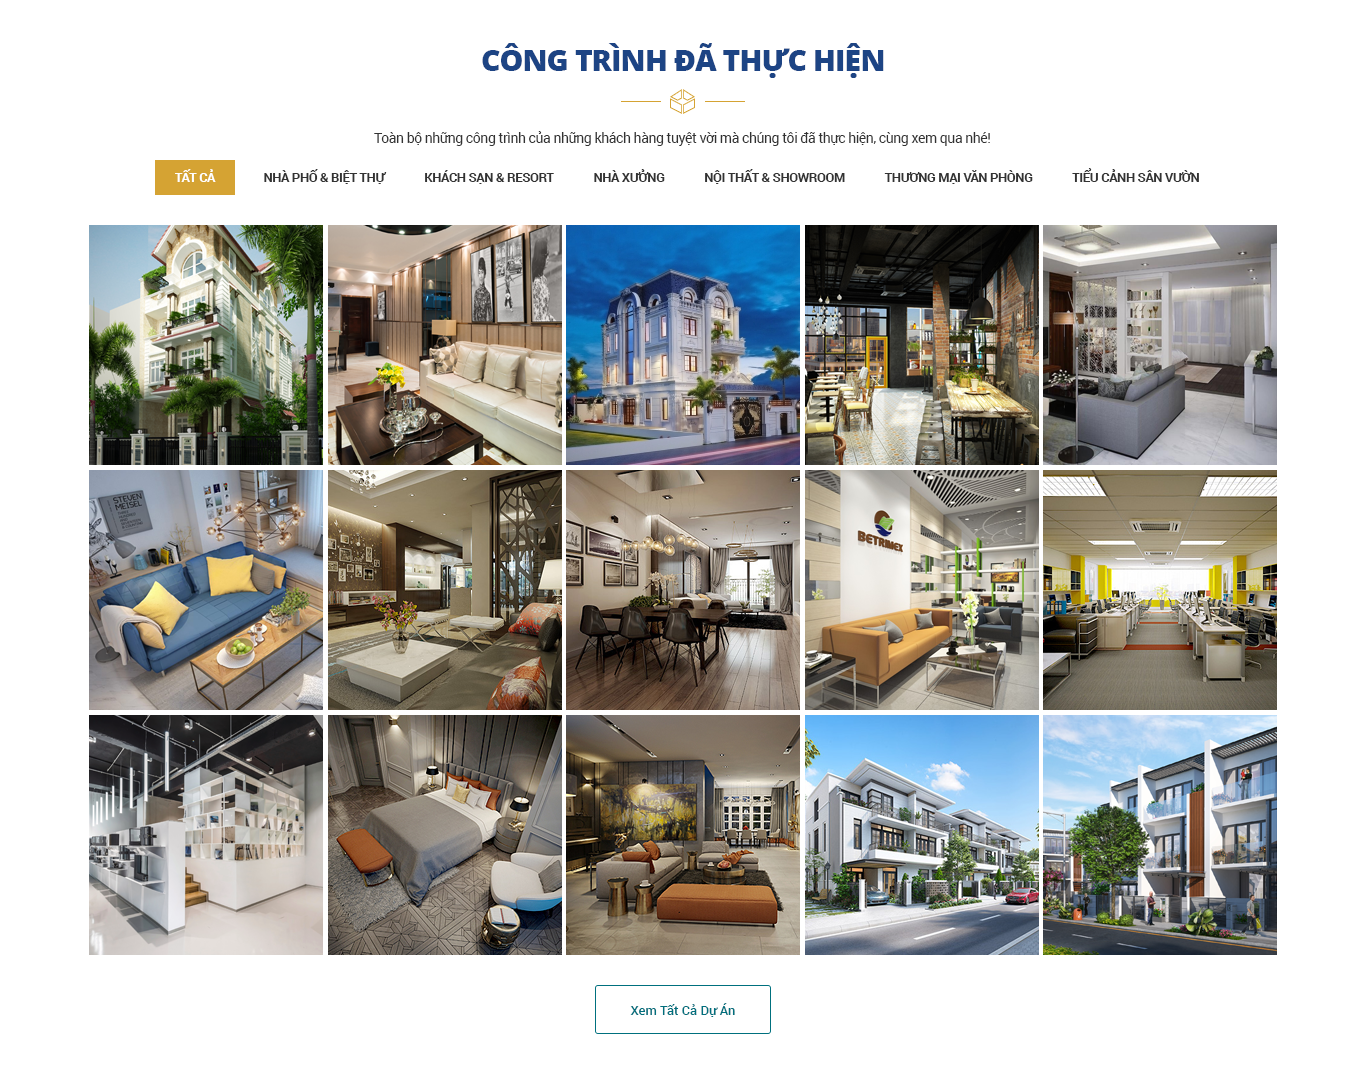 CÔNG TRÌNH ĐÃ THỰC HIỆN
Toàn bộ những công trình của những khách hàng tuyệt vời mà chúng tôi đã thực hiện, cùng xem qua nhé!
TẤT CẢ NHÀ PHỐ & BIỆT THỰ KHÁCH SẠN & RESORT NHÀ XƯỞNG NỘI THẤT & SHOWROOM THƯƠNG MẠI VĂN PHÒNG TIỂU CẢNH SÂN VƯỜN
STEVEN
MEISEL
BETRIMEX
Xem Tất Cả Dự Án